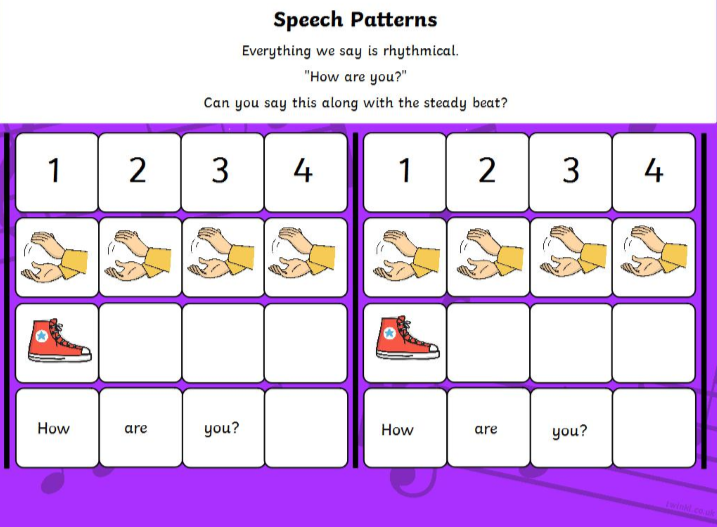 Speech Patterns
Everything we say is rhythmical.
"How are you?"
Can you say this along with the steady beat?
1 2 3 4 1 2 3 4
How are you? How are you?